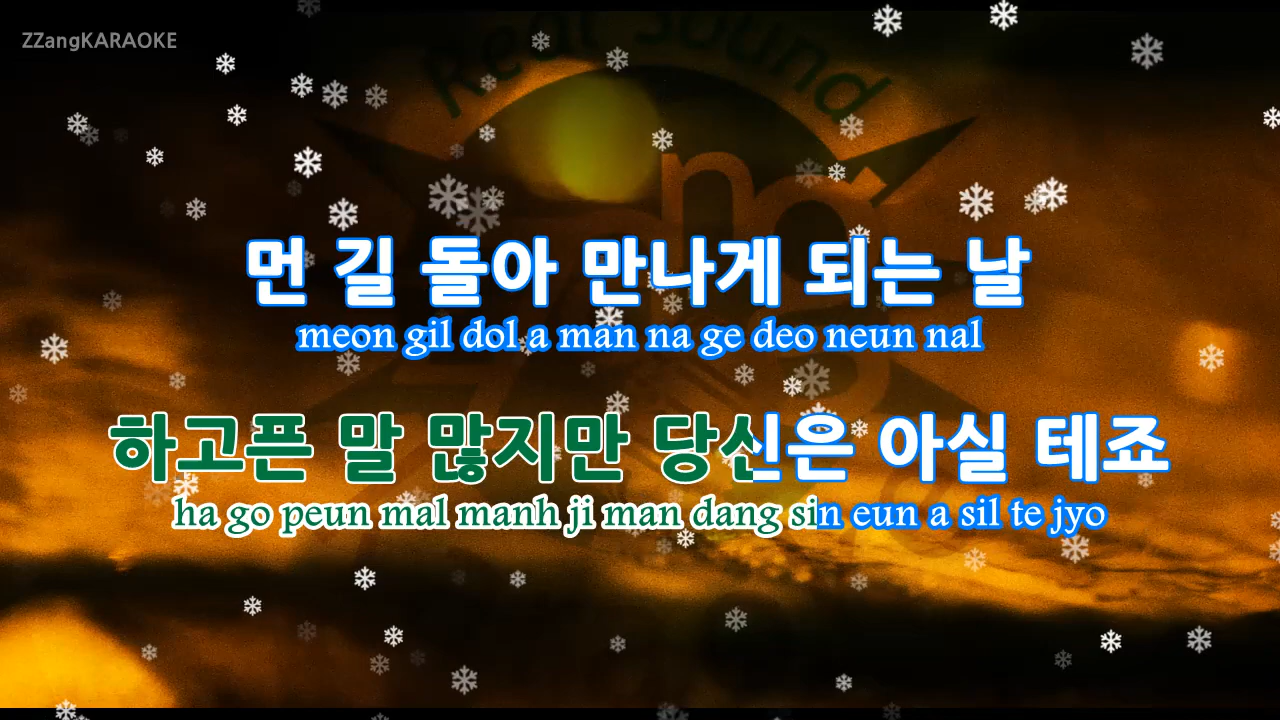 ZZangKARAOKE
Real Sound
먼 길 돌아 만나게 되는 날
meon gil dol a man na ge deo neun nal
하고픈 말 많지만 당신은 아실 테죠
ha go peun mal manh ji man dang sin eun a sil te jyo